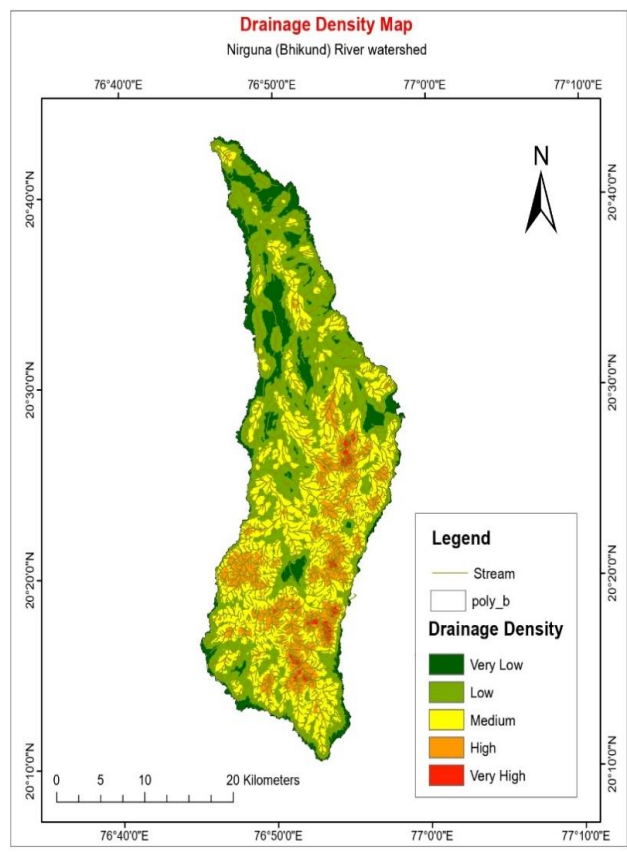 Drainage Density Map
Nirguna (Bhikund) River watershed
76°40'0"E 76°50'0"E 77°0'0"E 77°10'0"E
N
20°40'0"N 20°40'0"N
20°30'0"N 20°30'0"N
20°20'0"N 20°20'0"N
20°10'0"N 20°10'0"N
Legend
Stream
poly_b
Drainage Density
Very Low
Low
Medium
High
Very High
0 5 10 20 Kilometers
76°40'0"E 76°50'0"E 77°0'0"E 77°10'0"E